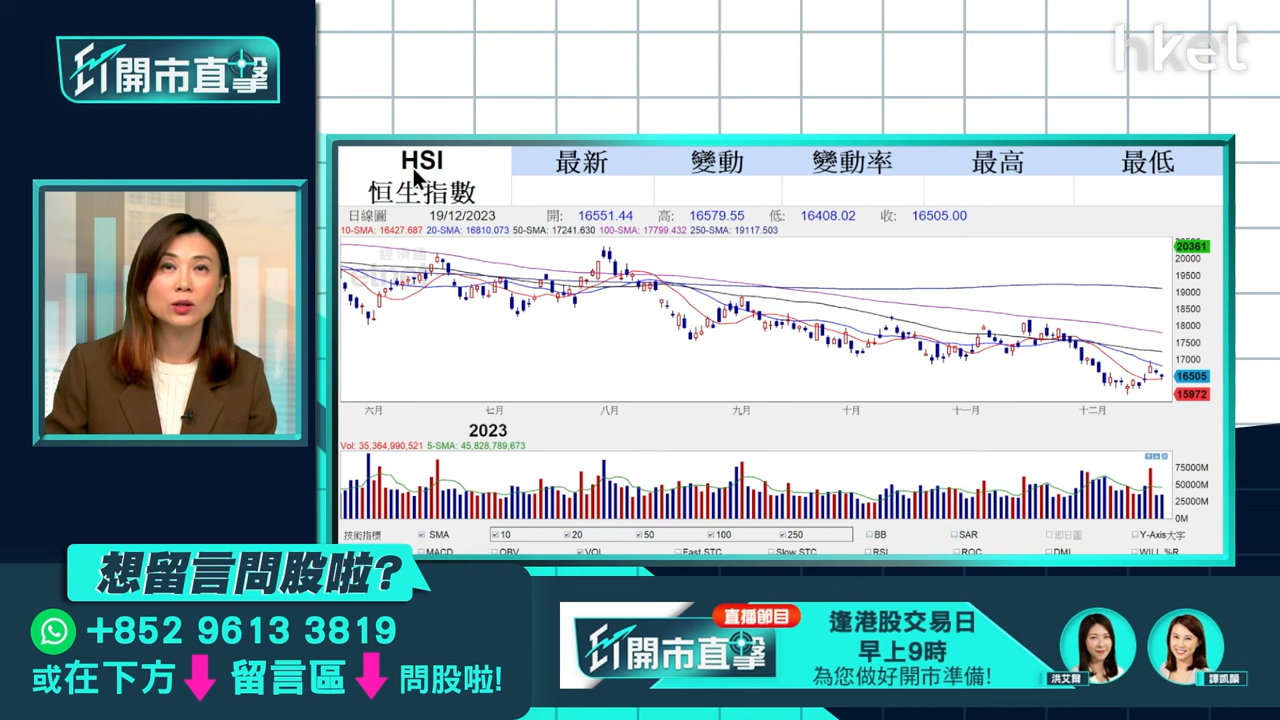 開市直擊
hket
HSI
恒生指數
最新 變動 變動率 最高 最低
日線圖 19/12/2023 開: 16551.44 高: 16579.55 低: 16408.02 收: 16505.00
10-SMA: 16427.687 20-SMA: 16810.073 50-SMA: 17241.630 100-SMA: 17799.432 250-SMA: 19117.503
經濟通
20361
20000
19500
19000
18500
18000
17500
17000
16505
15972
六月 七月 八月 九月 十月 十一月 十二月
2023
Vol: 35,364,990,521 5-SMA: 45,828,789,673
75000M
50000M
25000M
0M
技術指標 SMA 10 20 50 100 250 BB SAR 即日圖 Y-Axis大字
MACD OBV VOL Fast STC Slow STC RSI ROC DMI WILL %R
想留言問股啦?
+852 9613 3819
或在下方 留言區 問股啦!
直播節目
開市直擊
逢港股交易日
早上9時
為您做好開市準備!
洪艾爾 譚凱韻